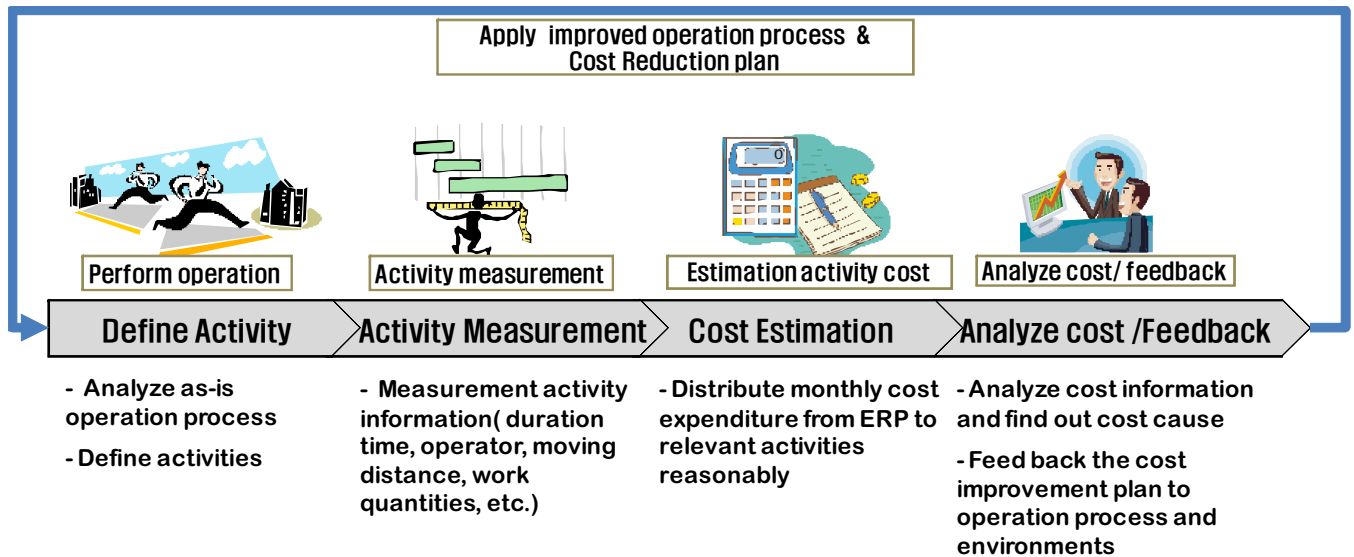 Apply improved operation process &
Cost Reduction plan
0
Perform operation
Activity measurement
Estimation activity cost
Analyze cost/ feedback
Define Activity
Activity Measurement
Cost Estimation
Analyze cost /Feedback
- Analyze as-is
operation process
- Define activities
- Measurement activity
information( duration
time, operator, moving
distance, work
quantities, etc.)
- Distribute monthly cost
expenditure from ERP to
relevant activities
reasonably
- Analyze cost information
and find out cost cause
- Feed back the cost
improvement plan to
operation process and
environments